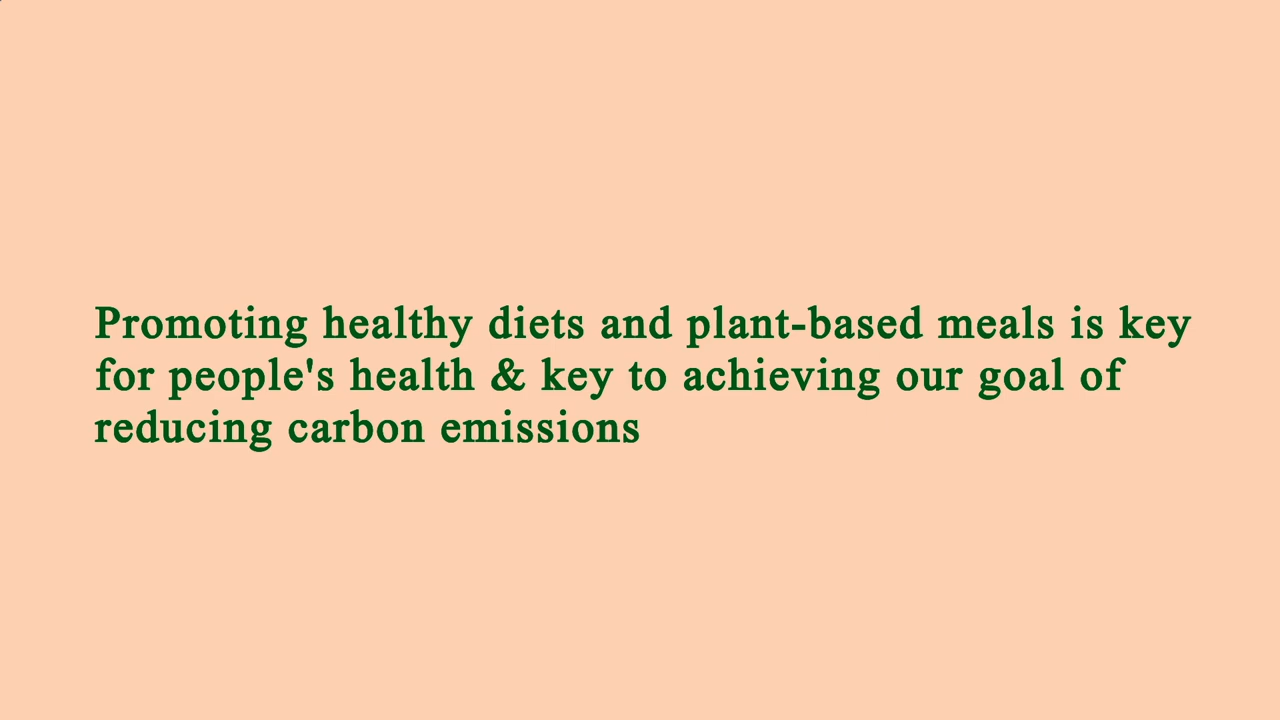 Promoting healthy diets and plant-based meals is key
for people's health & key to achieving our goal of
reducing carbon emissions